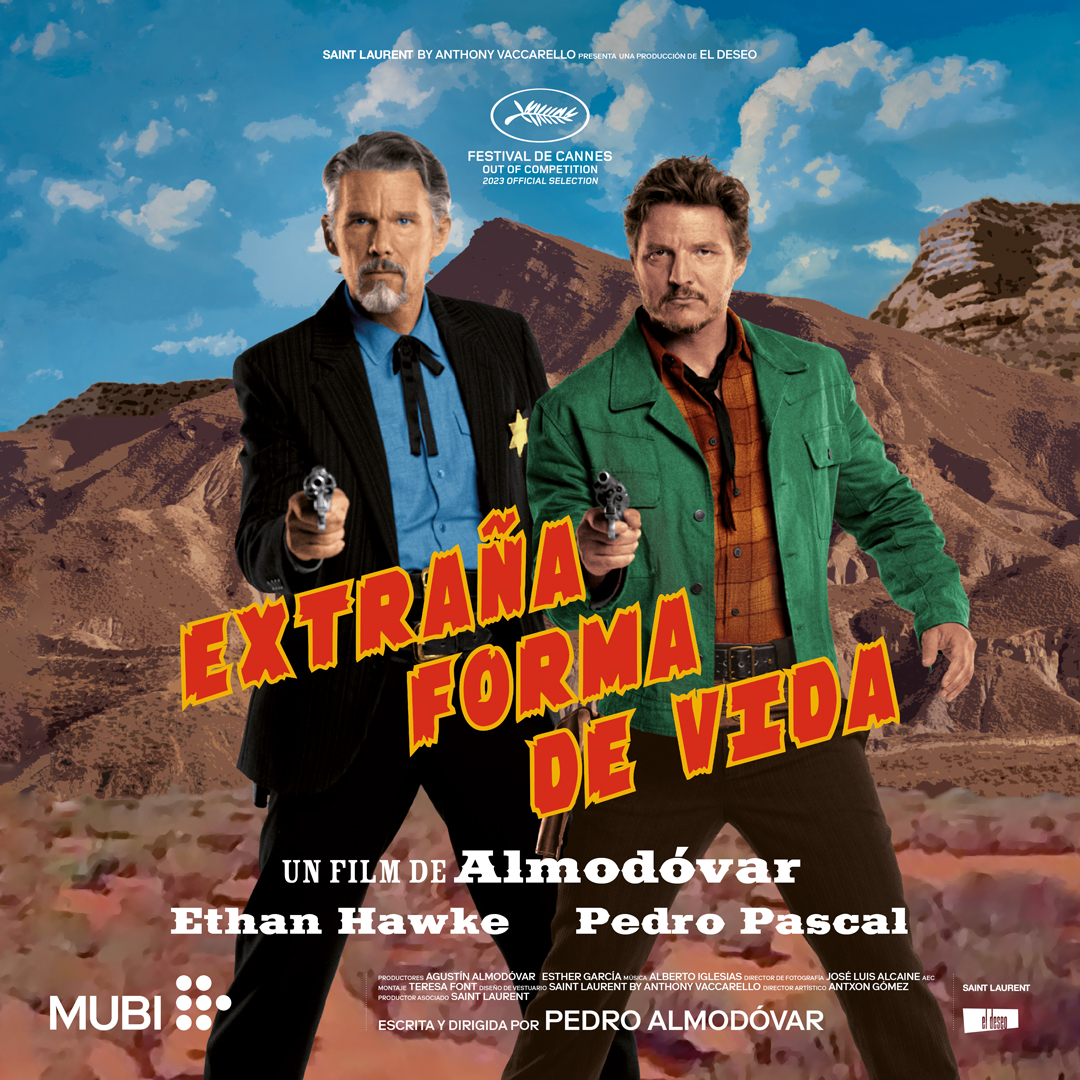 SAINT LAURENT BY ANTHONY VACCARELLO PRESENTA UNA PRODUCCIÓN DE EL DESEO
FESTIVAL DE CANNES
OUT OF COMPETITION
2023 OFFICIAL SELECTION
EXTRAÑA
FORMA
DE VIDA
UN FILM DE Almodóvar
Ethan Hawke Pedro Pascal
MUBI
PRODUCTORES AGUSTÍN ALMODÓVAR ESTHER GARCÍA MÚSICA ALBERTO IGLESIAS DIRECTOR DE FOTOGRAFÍA JOSÉ LUIS ALCAINE AEC
MONTAJE TERESA FONT DISEÑO DE VESTUARIO SAINT LAURENT BY ANTHONY VACCARELLO DIRECTOR ARTÍSTICO ANTXON GÓMEZ
PRODUCTOR ASOCIADO SAINT LAURENT
ESCRITA Y DIRIGIDA POR PEDRO ALMODÓVAR
SAINT LAURENT
el deseo